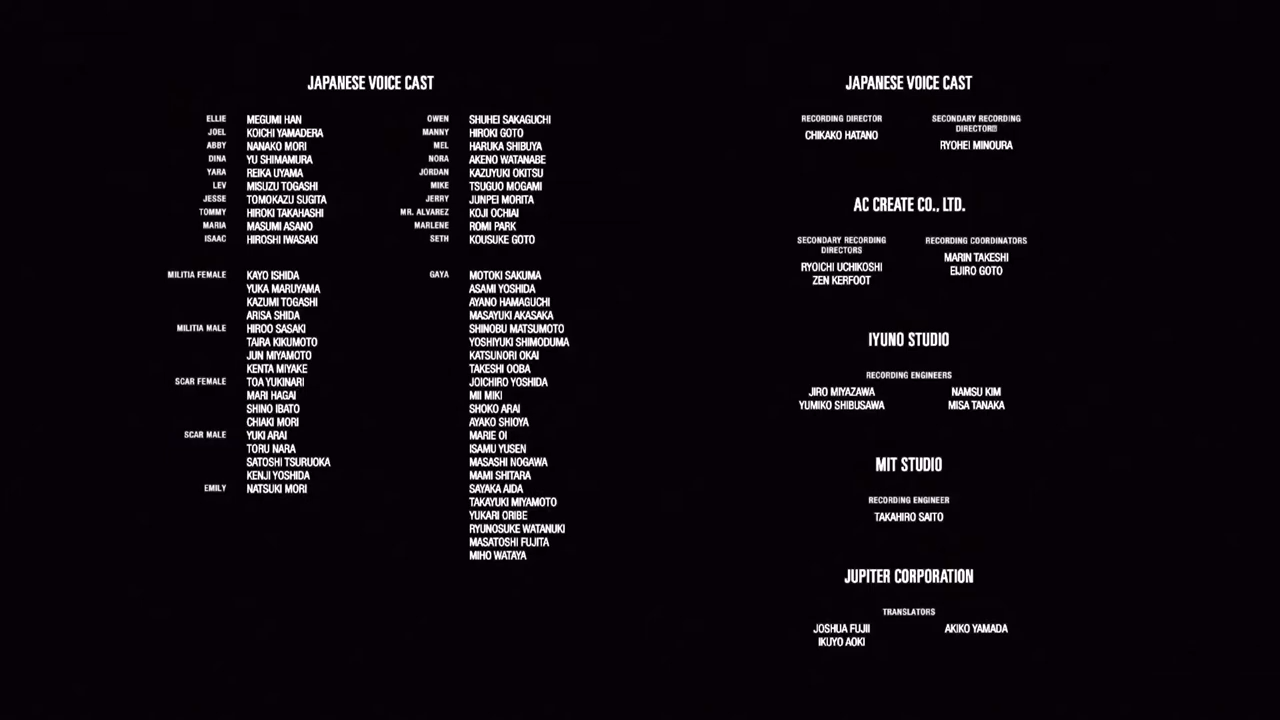 JAPANESE VOICE CAST
ELLIE MEGUMI HAN
JOEL KOICHI YAMADERA
ABBY NANAKO MORI
DINA YU SHIMAMURA
YARA REIKA UYAMA
LEV MISUZU TOGASHI
JESSE TOMOKAZU SUGITA
TOMMY HIROKI TAKAHASHI
MARIA MASUMI ASANO
ISAAC HIROSHI IWASAKI
OWEN SHUHEI SAKAGUCHI
MANNY HIROKI GOTO
MEL HARUKA SHIBUYA
NORA AKENO WATANABE
JORDAN KAZUYUKI OKITSU
MIKE TSUGUO MOGAMI
JERRY JUNPEI MORITA
MR. ALVAREZ KOJI OCHIAI
MARLENE ROMI PARK
SETH KOUSUKE GOTO
MILITIA FEMALE KAYO ISHIDA
YUKA MARUYAMA
KAZUMI TOGASHI
ARISA SHIDA
MILITIA MALE HIROO SASAKI
TAIRA KIKUMOTO
JUN MIYAMOTO
KENTA MIYAKE
SCAR FEMALE TOA YUKINARI
MARI HAGAI
SHINO IBATO
CHIAKI MORI
SCAR MALE YUKI ARAI
TORU NARA
SATOSHI TSURUOKA
KENJI YOSHIDA
EMILY NATSUKI MORI
GAYA MOTOKI SAKUMA
ASAMI YOSHIDA
AYANO HAMAGUCHI
MASAYUKI AKASAKA
SHINOBU MATSUMOTO
YOSHIYUKI SHIMODUMA
KATSUNORI OKAI
TAKESHI OOBA
JOICHIRO YOSHIDA
MII MIKI
SHOKO ARAI
AYAKO SHIOYA
MARIE OI
ISAMU YUSEN
MASASHI NOGAWA
MAMI SHITARA
SAYAKA AIDA
TAKAYUKI MIYAMOTO
YUKARI ORIBE
RYUNOSUKE WATANUKI
MASATOSHI FUJITA
MIHO WATAYA
JAPANESE VOICE CAST
RECORDING DIRECTOR
CHIKAKO HATANO
SECONDARY RECORDING
DIRECTOR
RYOHEI MINOURA
AC CREATE CO., LTD.
SECONDARY RECORDING
DIRECTORS
RYOICHI UCHIKOSHI
ZEN KERFOOT
RECORDING COORDINATORS
MARIN TAKESHI
EIJIRO GOTO
IYUNO STUDIO
RECORDING ENGINEERS
JIRO MIYAZAWA
YUMIKO SHIBUSAWA
NAMSU KIM
MISA TANAKA
MIT STUDIO
RECORDING ENGINEER
TAKAHIRO SAITO
JUPITER CORPORATION
TRANSLATORS
JOSHUA FUJII
IKUYO AOKI
AKIKO YAMADA